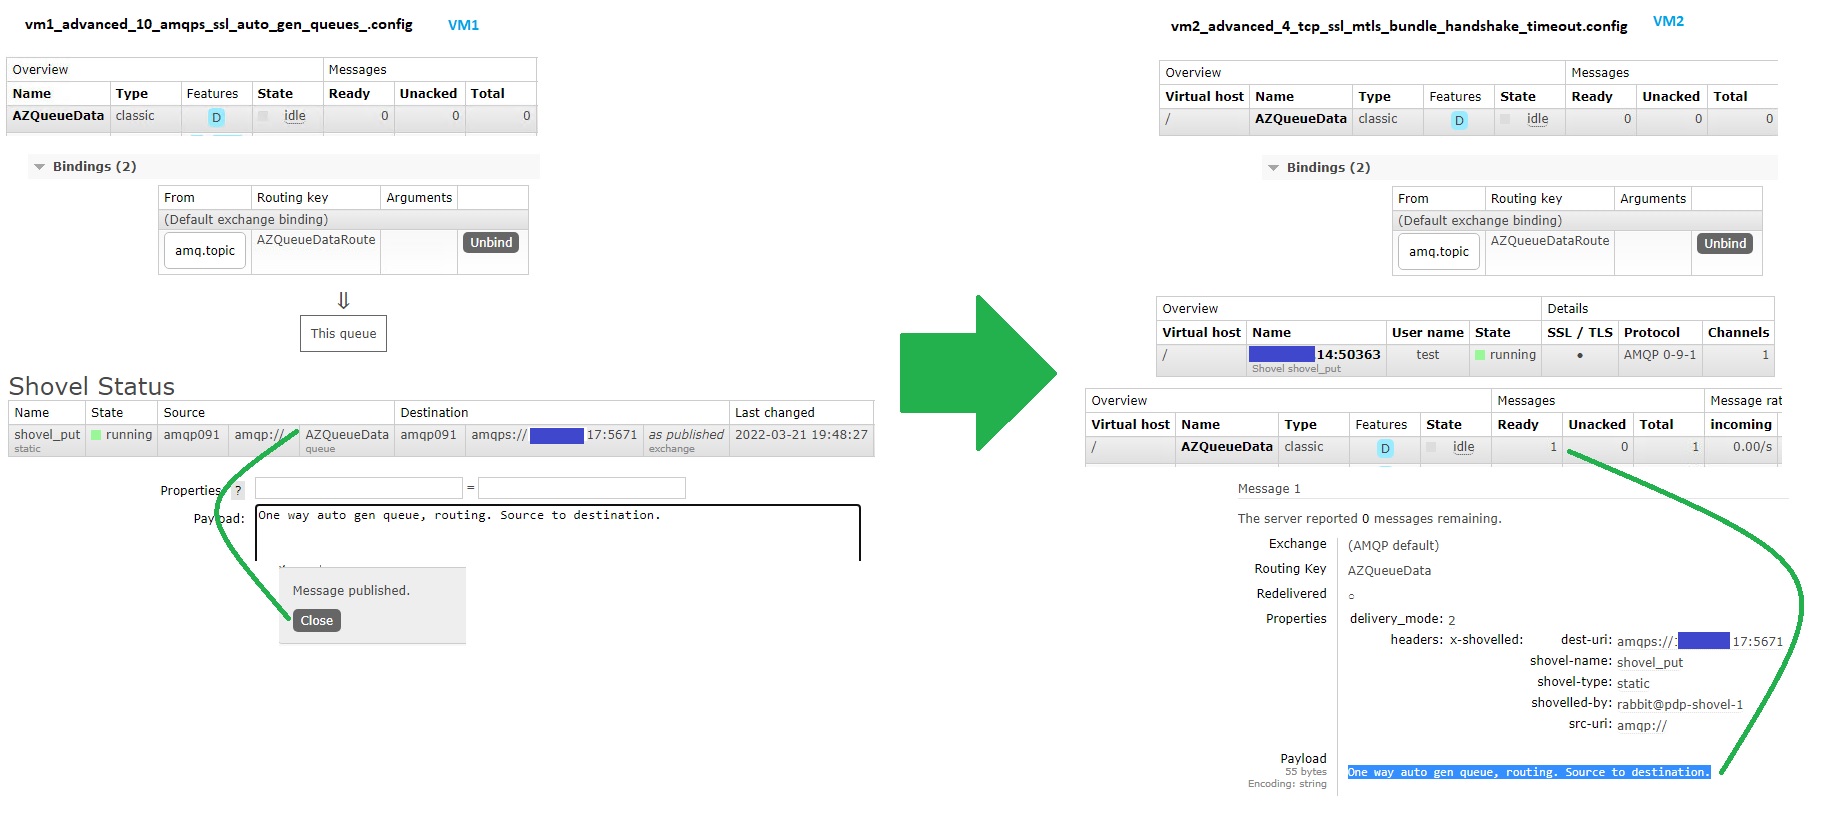 vm1_advanced_10_amqps_ssl_auto_gen_queues_.config VM1
Overview Messages
Name Type Features State Ready Unacked Total
AZQueueData classic D idle 0 0 0
Bindings (2)
From Routing key Arguments
(Default exchange binding)
amq.topic AZQueueDataRoute Unbind
⇓
This queue
Shovel Status
Name State Source Destination Last changed
shovel_put running amqp091 amqp:// AZQueueData amqp091 amqps:// 17:5671 as published 2022-03-21 19:48:27
static queue exchange
Properties ? =
Payload: One way auto gen queue, routing. Source to destination.
Message published.
Close
vm2_advanced_4_tcp_ssl_mtls_bundle_handshake_timeout.config VM2
Overview Messages
Virtual host Name Type Features State Ready Unacked Total
/ AZQueueData classic D idle 0 0 0
Bindings (2)
From Routing key Arguments
(Default exchange binding)
amq.topic AZQueueDataRoute Unbind
Overview Details
Virtual host Name User name State SSL / TLS Protocol Channels
/ 14:50363 test running ● AMQP 0-9-1 1
Shovel shovel_put
Overview Messages Message rat
Virtual host Name Type Features State Ready Unacked Total incoming
/ AZQueueData classic D idle 1 0 1 0.00/s
Message 1
The server reported 0 messages remaining.
Exchange (AMQP default)
Routing Key AZQueueData
Redelivered ○
Properties delivery_mode: 2
headers: x-shovelled: dest-uri: amqps:// 17:5671
shovel-name: shovel_put
shovel-type: static
shovelled-by: rabbit@pdp-shovel-1
src-uri: amqp://
Payload
55 bytes
Encoding: string
One way auto gen queue, routing. Source to destination.